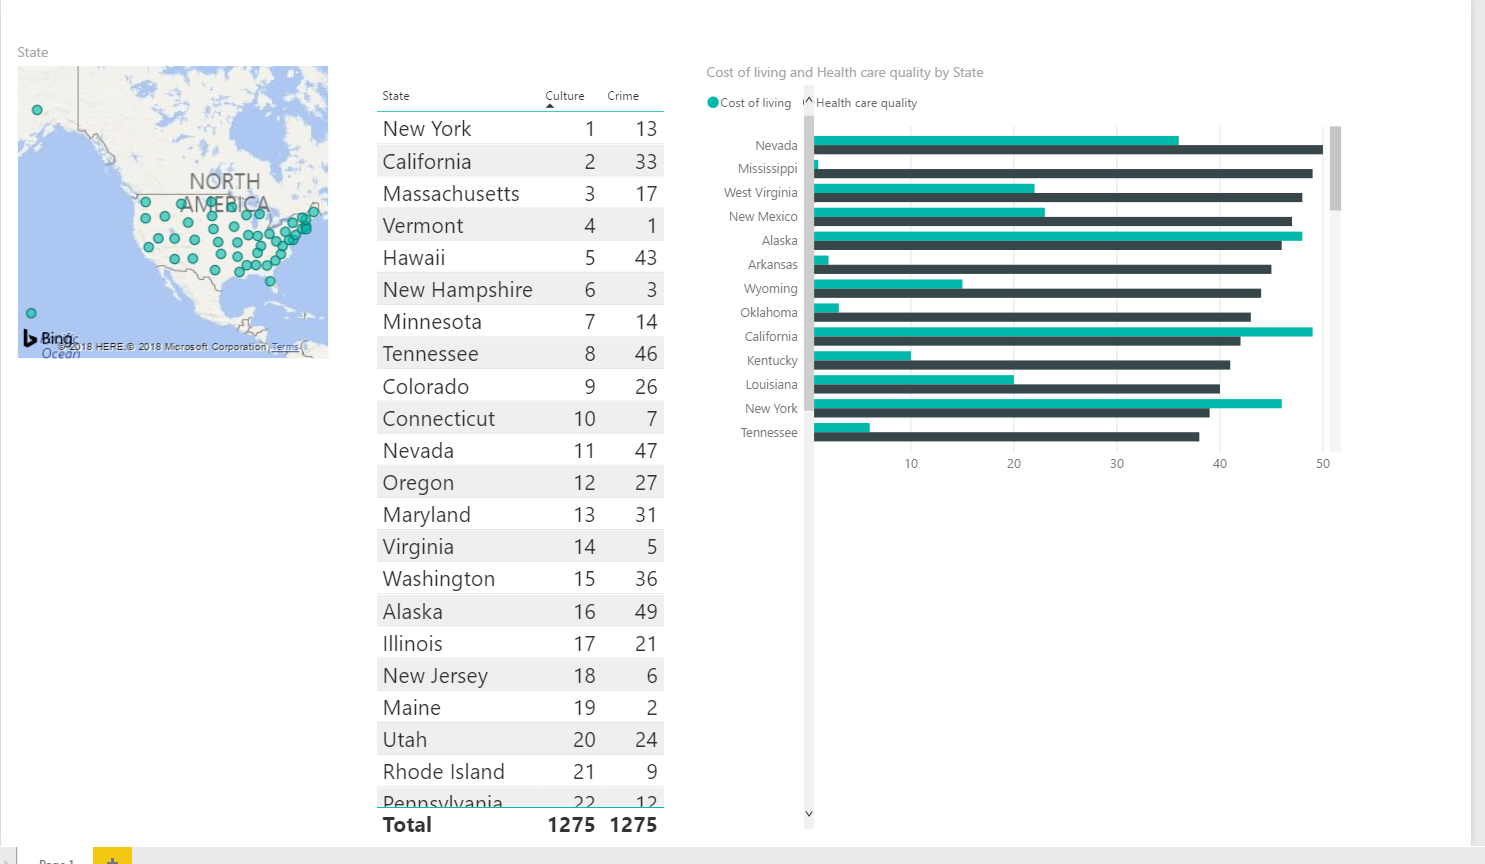 State
NORTH
AMERICA
Bing
Ocean
© 2018 HERE, © 2018 Microsoft Corporation Terms
State Culture Crime
New York 1 13
California 2 33
Massachusetts 3 17
Vermont 4 1
Hawaii 5 43
New Hampshire 6 3
Minnesota 7 14
Tennessee 8 46
Colorado 9 26
Connecticut 10 7
Nevada 11 47
Oregon 12 27
Maryland 13 31
Virginia 14 5
Washington 15 36
Alaska 16 49
Illinois 17 21
New Jersey 18 6
Maine 19 2
Utah 20 24
Rhode Island 21 9
Pennsylvania 22 12
Total 1275 1275
Cost of living and Health care quality by State
Cost of living Health care quality
Nevada
Mississippi
West Virginia
New Mexico
Alaska
Arkansas
Wyoming
Oklahoma
California
Kentucky
Louisiana
New York
Tennessee
10 20 30 40 50
Page 1